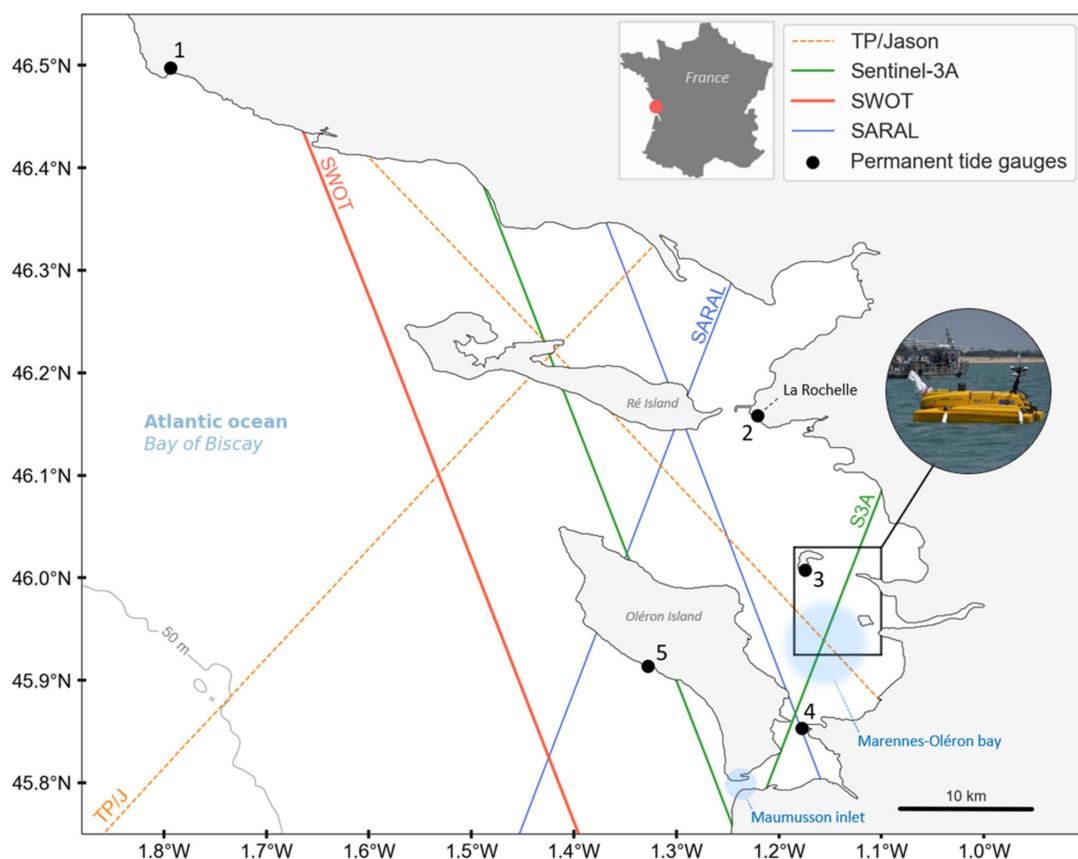 46.5°N
46.4°N
46.3°N
46.2°N
46.1°N
46.0°N
45.9°N
45.8°N
1
France
TP/Jason
Sentinel-3A
SWOT
SARAL
Permanent tide gauges
SWOT
SARAL
Ré Island
La Rochelle
2
Atlantic ocean
Bay of Biscay
S3A
3
Oléron Island
50 m
5
4
Marennes-Oléron bay
TP/J
Maumusson inlet
10 km
1.8°W
1.7°W
1.6°W
1.5°W
1.4°W
1.3°W
1.2°W
1.1°W
1.0°W